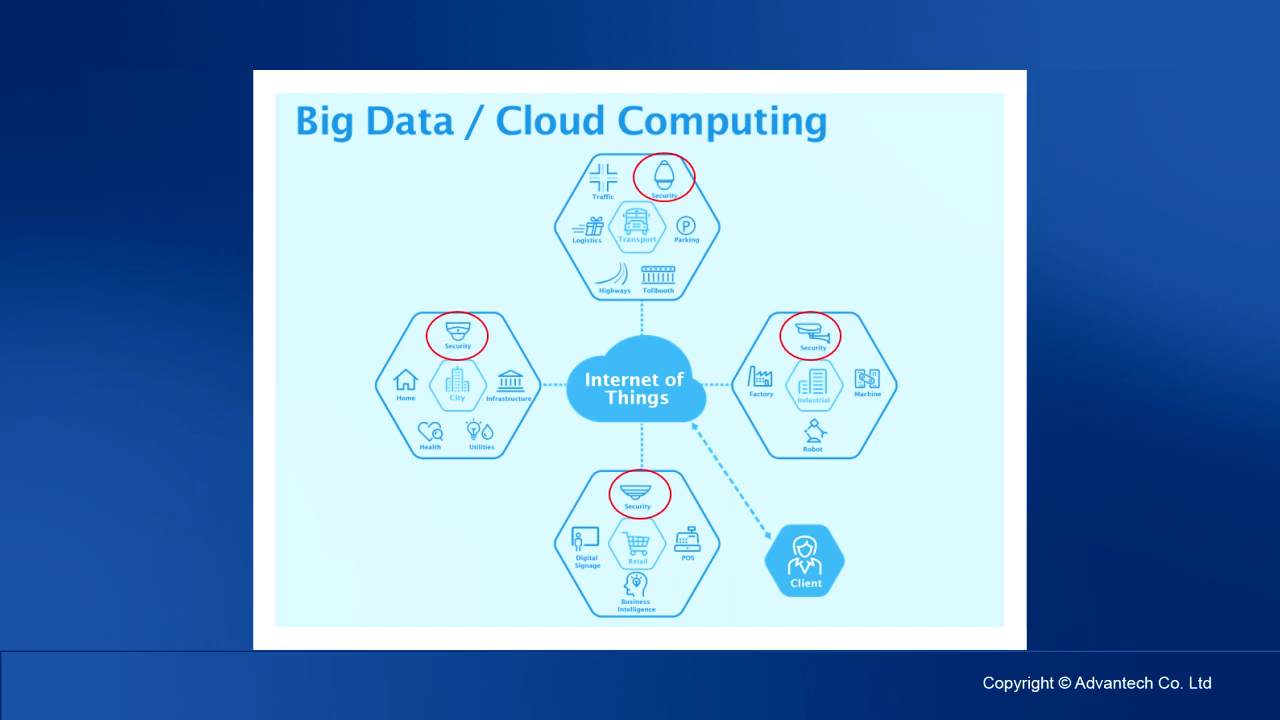 Big Data / Cloud Computing
Traffic
Security
Logistics
Transport
Parking
Highways
Tollbooth
Security
Home
City
Infrastructure
Health
Utilities
Internet of
Things
Security
Factory
Industrial
Machine
Robot
Security
Digital
Signage
Retail
POS
Business
Intelligence
Client
Copyright © Advantech Co. Ltd